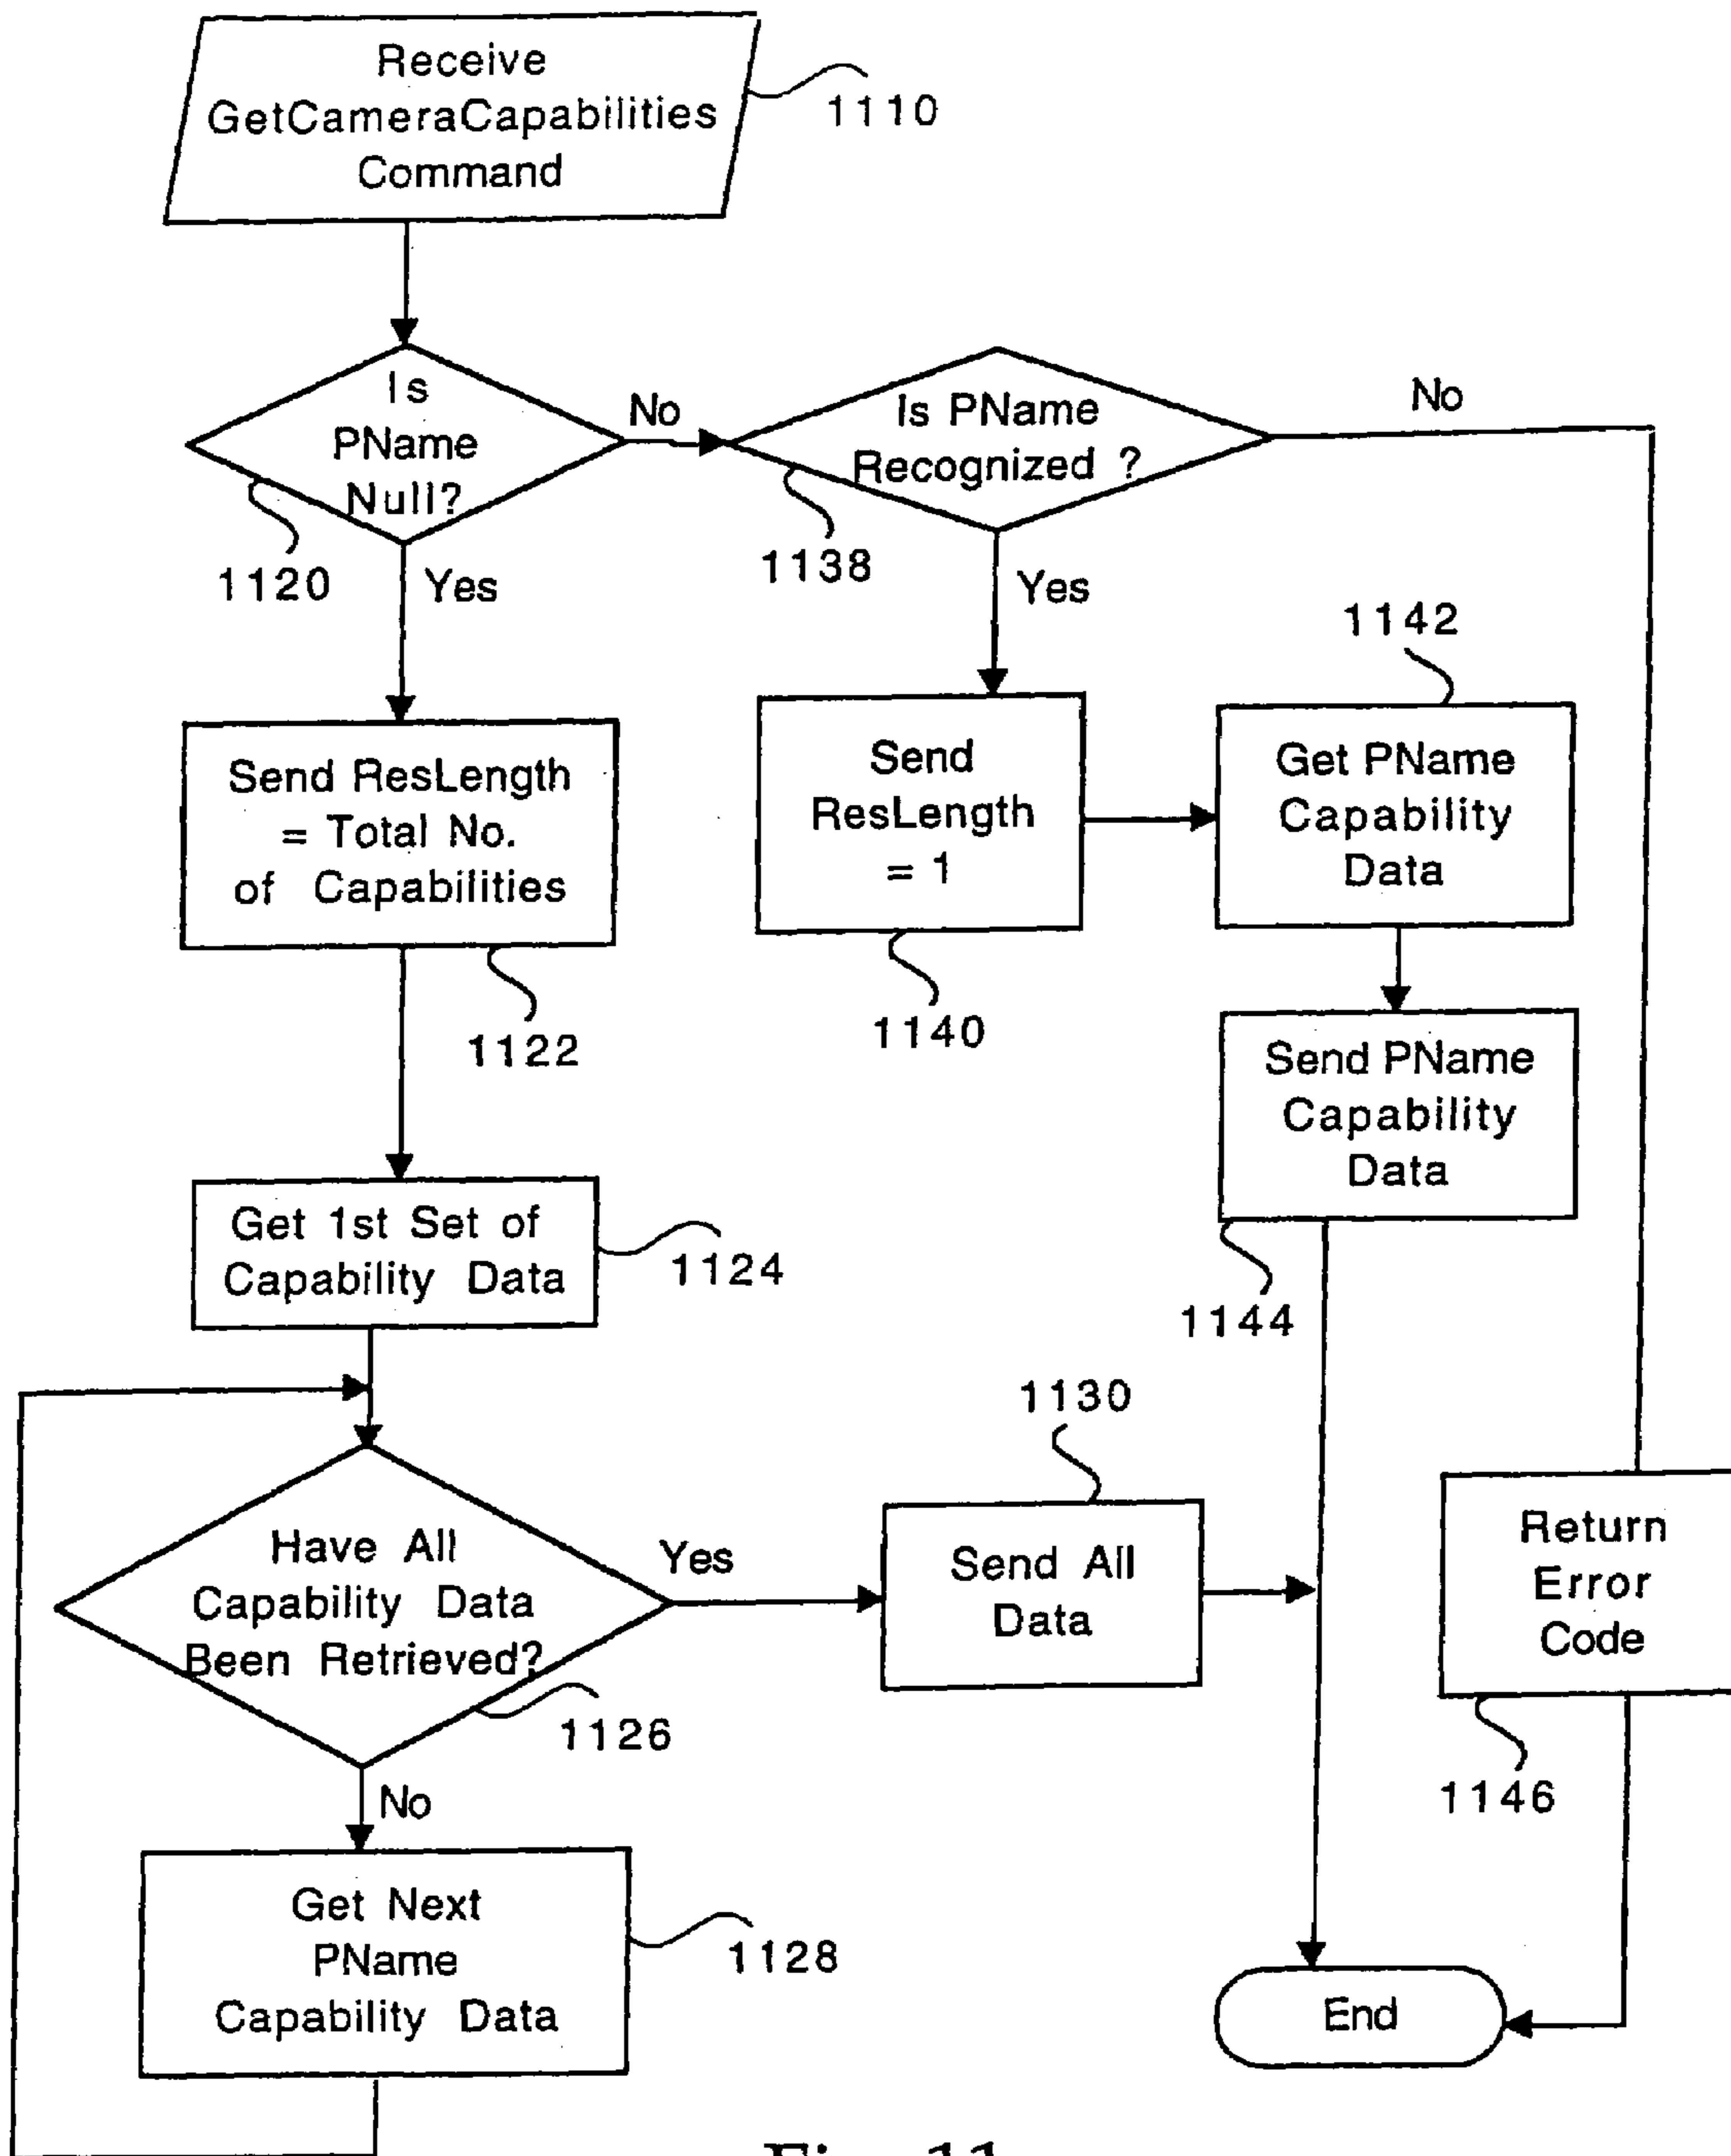 Receive
GetCameraCapabilities
Command
1110
Is
PName
Null?
1120
No
Yes
Is PName
Recognized ?
1138
No
Yes
Send ResLength
= Total No.
of Capabilities
1122
Send
ResLength
= 1
1140
1142
Get PName
Capability
Data
Send PName
Capability
Data
1144
Get 1st Set of
Capability Data
1124
Have All
Capability Data
Been Retrieved?
1126
Yes
No
1130
Send All
Data
Return
Error
Code
1146
Get Next
PName
Capability Data
1128
End
Fig. 11